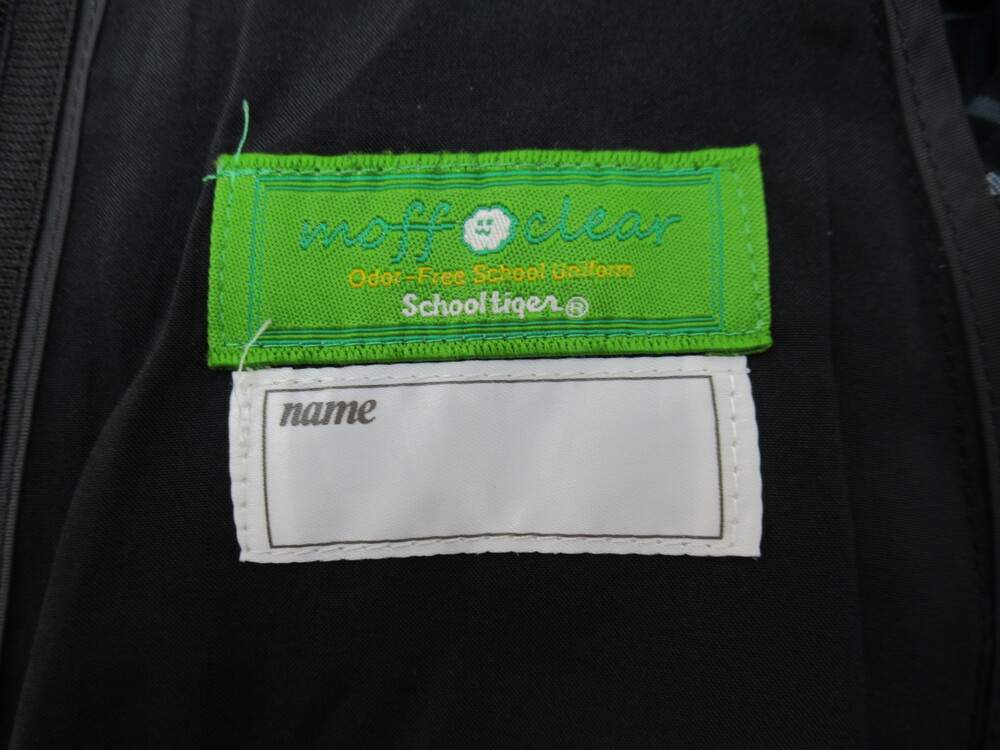 moff clear
Odor-Free School Uniform
Schooltiger®
name